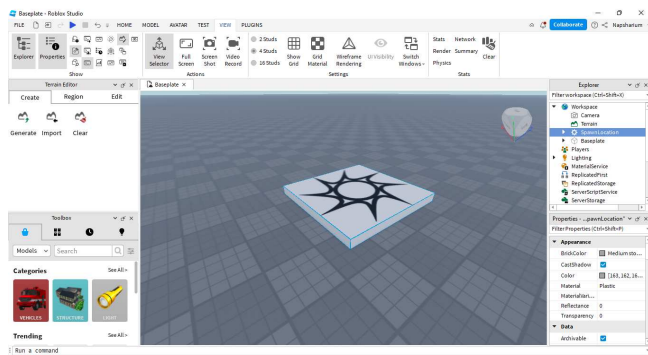 Baseplate - Roblox Studio
FILE HOME MODEL AVATAR TEST VIEW PLUGINS
Collaborate Napsharium
Explorer Properties
Show
View Selector
Full Screen
Screen Shot
Video Record
Actions
2 Studs
4 Studs
16 Studs
Show Grid
Grid Material
Wireframe Rendering
UI Visibility
Switch Windows
Settings
Stats Network
Render Summary
Physics
Clear
Stats
Terrain Editor
Create Region Edit
Generate Import Clear
Baseplate
Explorer
Filter workspace (Ctrl+Shift+X)
Workspace
Camera
Terrain
SpawnLocation
Baseplate
Players
Lighting
MaterialService
ReplicatedFirst
ReplicatedStorage
ServerScriptService
ServerStorage
Toolbox
Models Search
Categories See All >
VEHICLES STRUCTURE LIGHT
Trending See All >
Properties - ...pawnLocation"
Filter Properties (Ctrl+Shift+P)
Appearance
BrickColor Medium sto...
CastShadow
Color [163, 162, 16...
Material Plastic
MaterialVari...
Reflectance 0
Transparency 0
Data
Archivable
Run a command